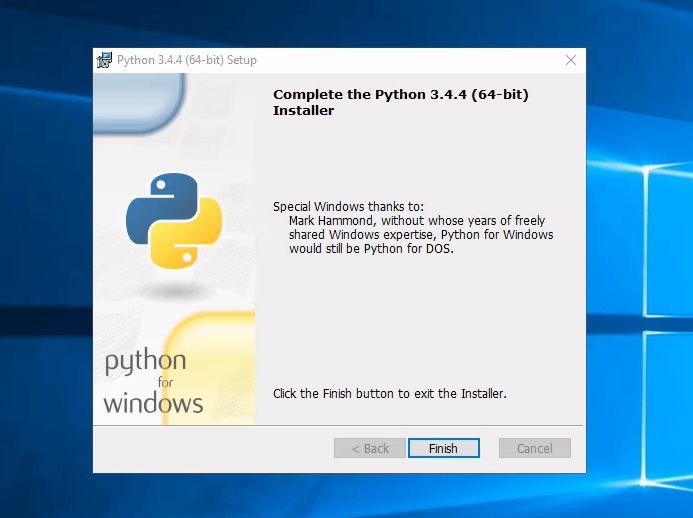 Python 3.4.4 (64-bit) Setup
Complete the Python 3.4.4 (64-bit)
Installer
Special Windows thanks to:
Mark Hammond, without whose years of freely
shared Windows expertise, Python for Windows
would still be Python for DOS.
python
for
windows
Click the Finish button to exit the Installer.
< Back
Finish
Cancel